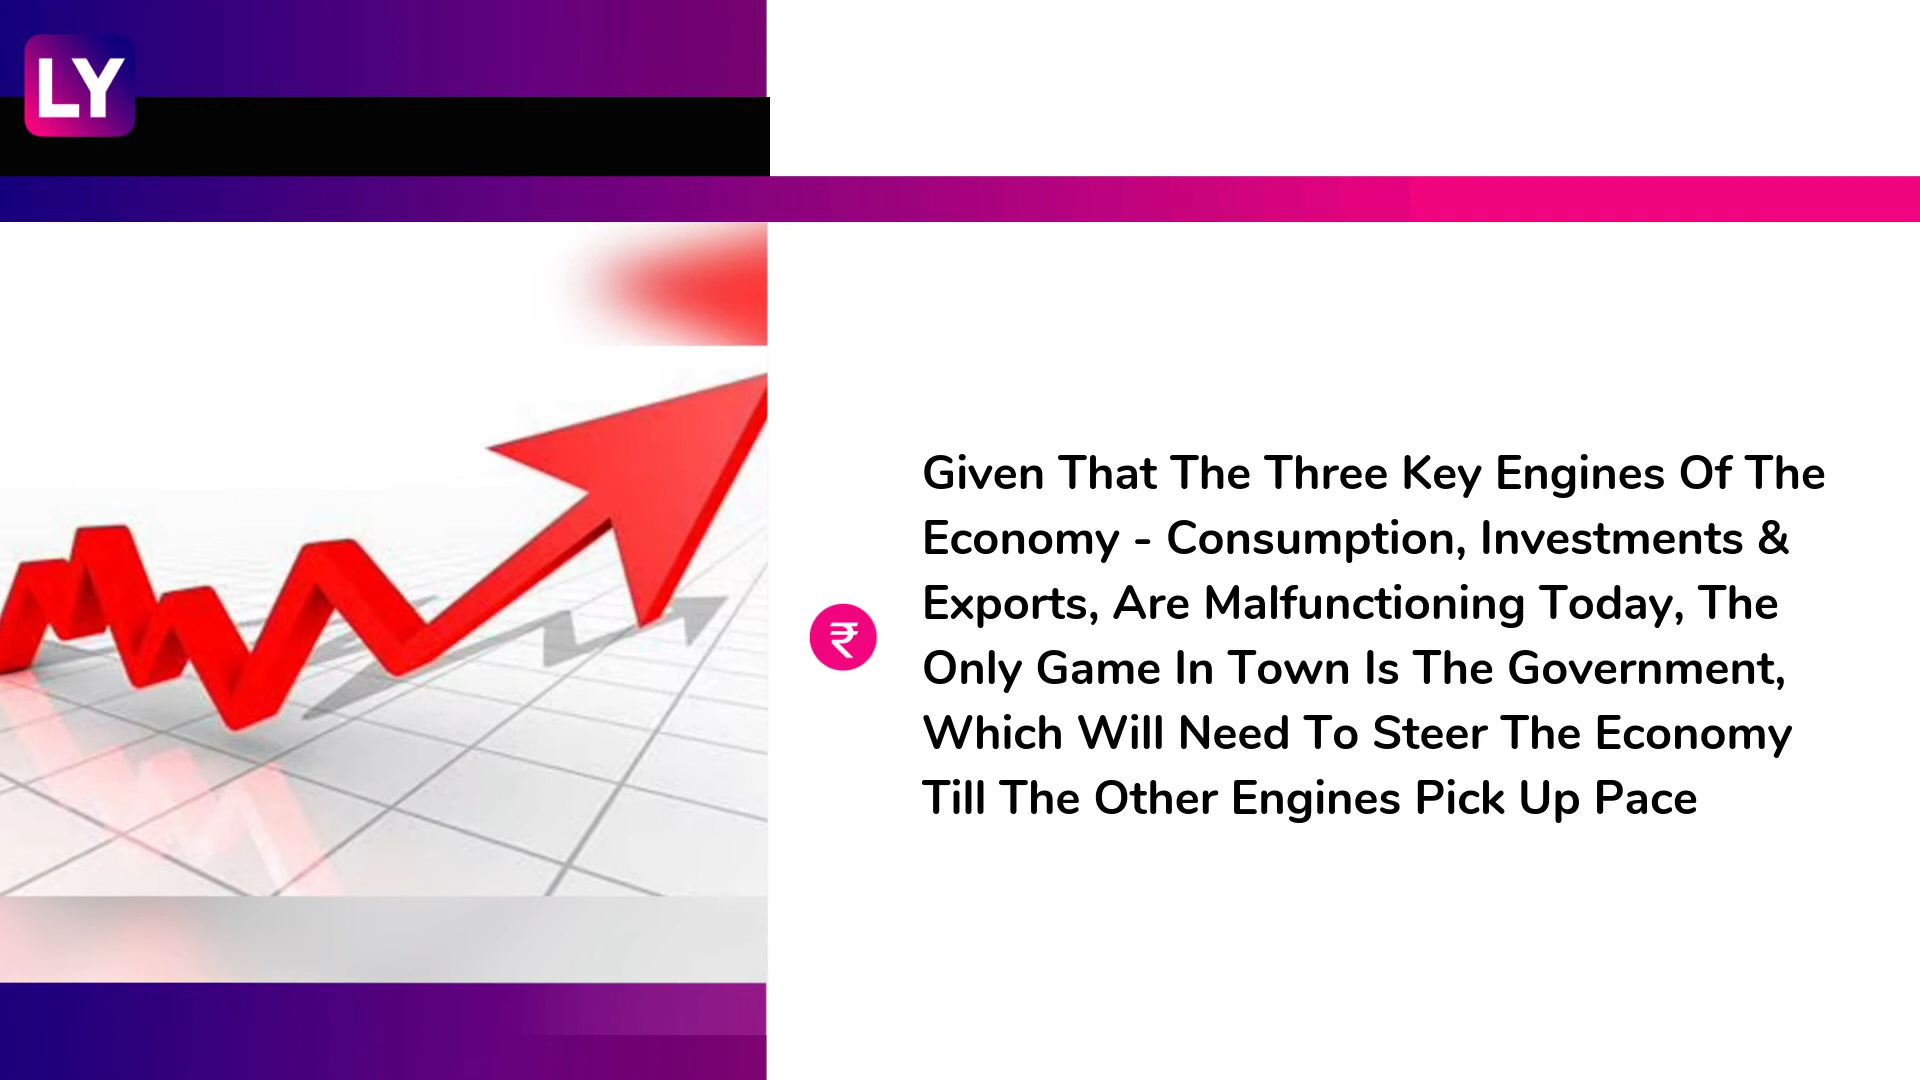 LY
Given That The Three Key Engines Of The
Economy - Consumption, Investments &
Exports, Are Malfunctioning Today, The
₹
Only Game In Town Is The Government,
Which Will Need To Steer The Economy
Till The Other Engines Pick Up Pace